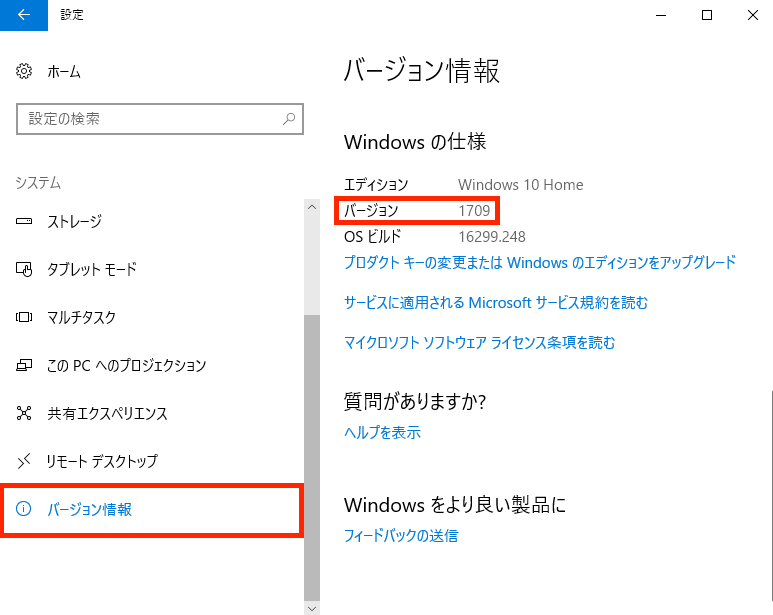 設定
ホーム
設定の検索
システム
ストレージ
タブレット モード
マルチタスク
この PC へのプロジェクション
共有エクスペリエンス
リモート デスクトップ
バージョン情報
バージョン情報
Windows の仕様
エディション Windows 10 Home
バージョン 1709
OS ビルド 16299.248
プロダクト キーの変更または Windows のエディションをアップグレード
サービスに適用される Microsoft サービス規約を読む
マイクロソフト ソフトウェア ライセンス条項を読む
質問がありますか?
ヘルプを表示
Windows をより良い製品に
フィードバックの送信